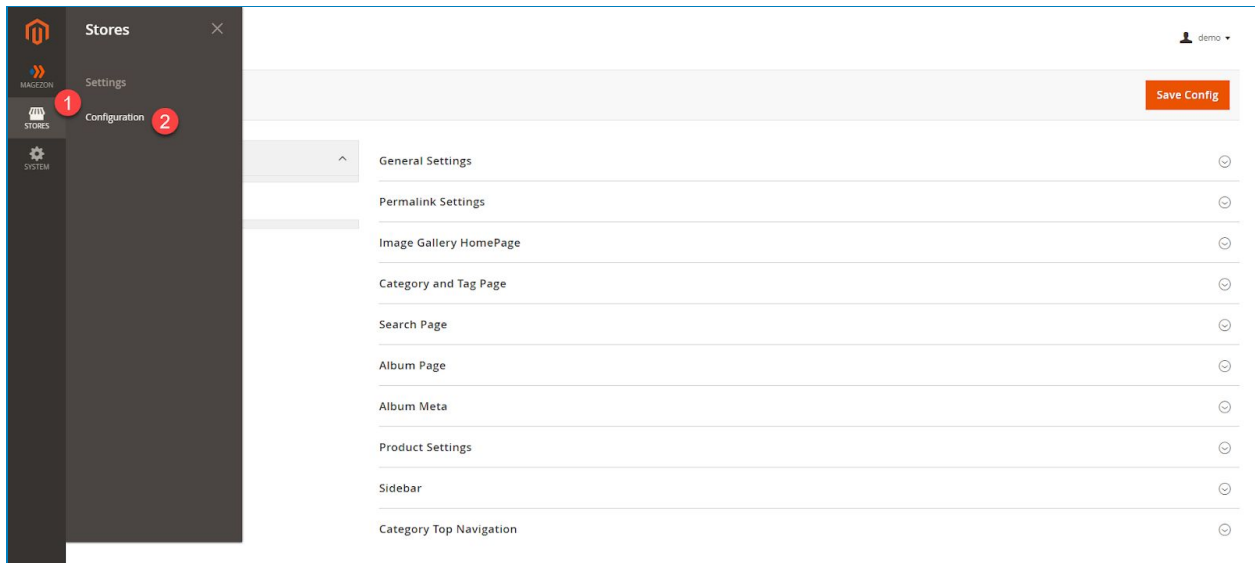 Stores
demo
MAGEZON
Settings
Save Config
1
STORES
Configuration
2
SYSTEM
General Settings
Permalink Settings
Image Gallery HomePage
Category and Tag Page
Search Page
Album Page
Album Meta
Product Settings
Sidebar
Category Top Navigation